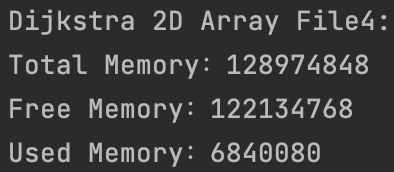 Dijkstra 2D Array File4:
Total Memory: 128974848
Free Memory: 122134768
Used Memory: 6840080